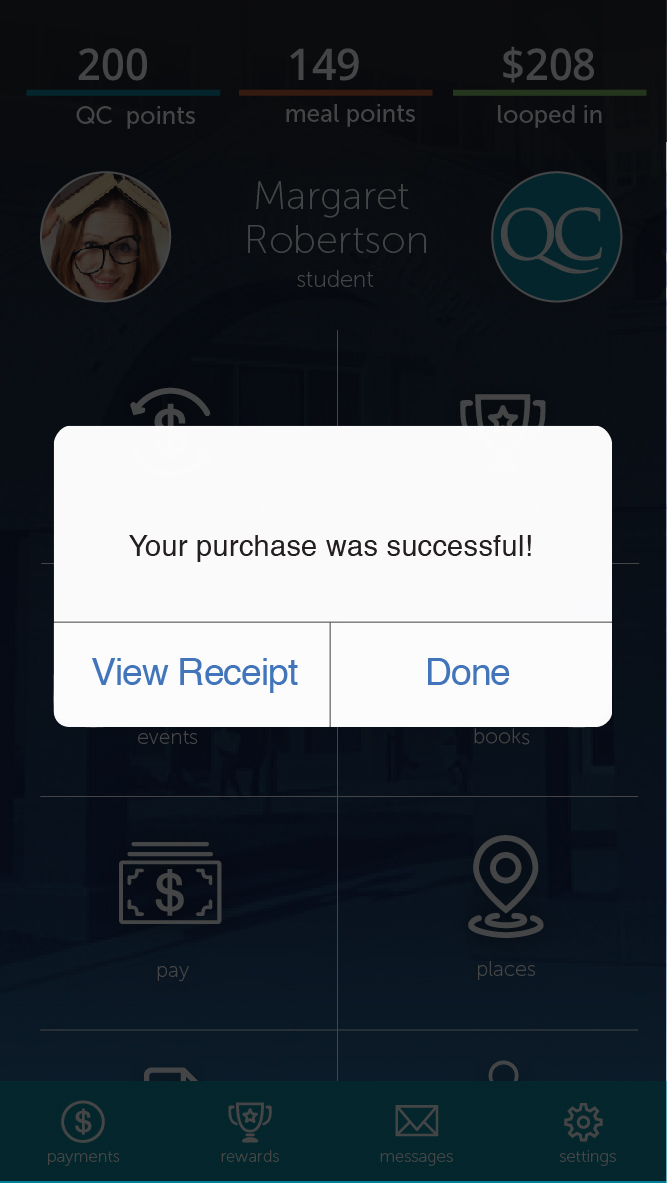 200 149 $208
QC points meal points looped in
Margaret
Robertson
student
QC
$
Your purchase was successful!
View Receipt Done
events books
$
pay places
$
payments rewards messages settings